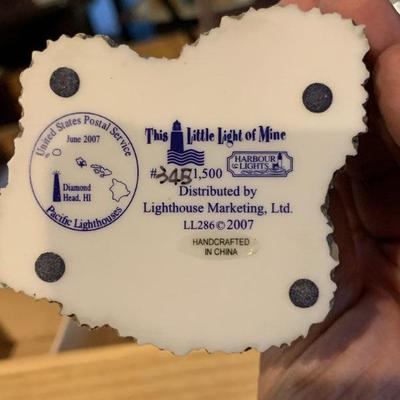 United States Postal Service
June 2007
Diamond
Head, HI
Pacific Lighthouses
This Little Light of Mine
HARBOUR
LIGHTS
#345/1,500
Distributed by
Lighthouse Marketing, Ltd.
LL286©2007
HANDCRAFTED
IN CHINA